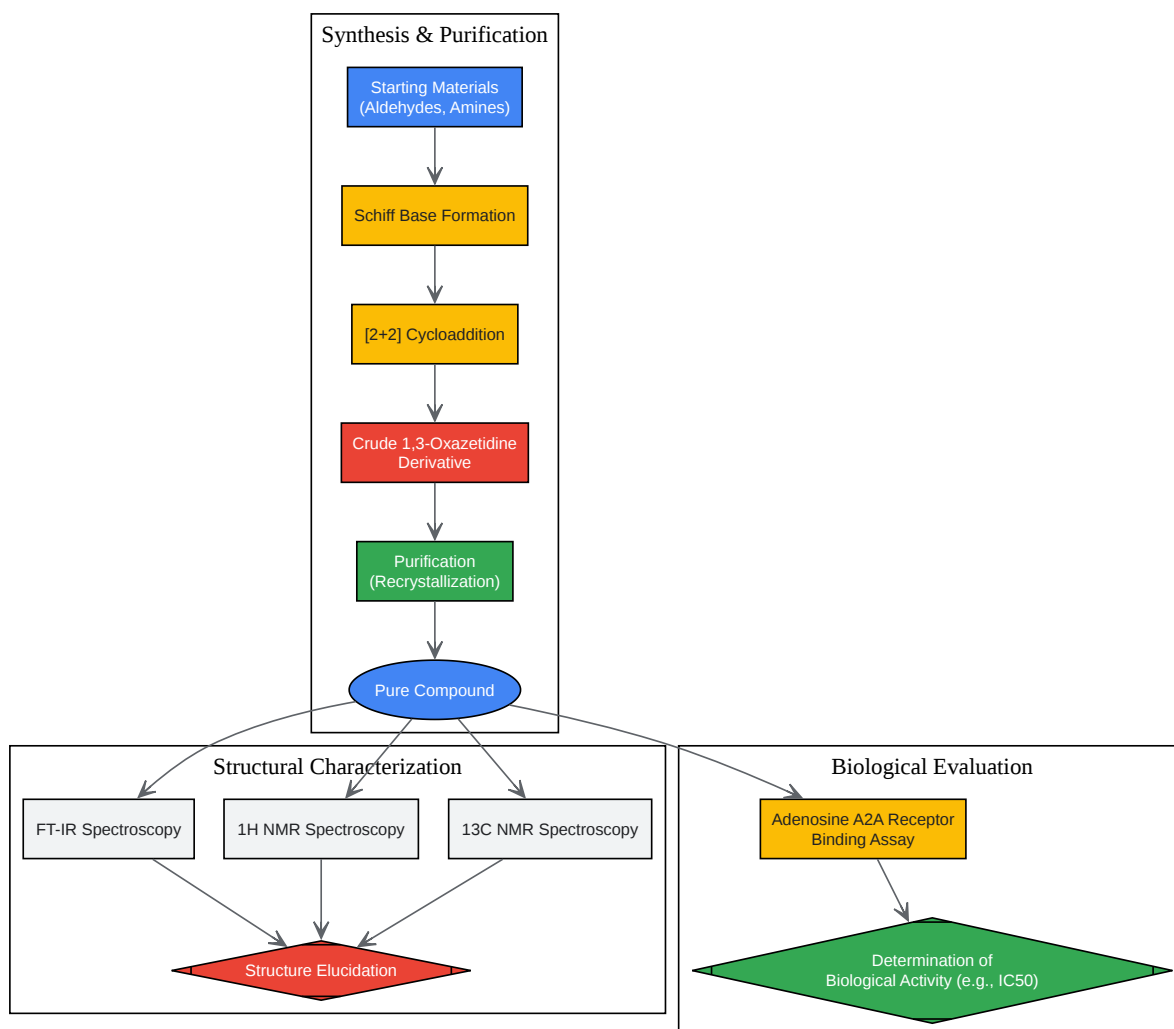 Synthesis & Purification
Starting Materials
(Aldehydes, Amines)
Schiff Base Formation
[2+2] Cycloaddition
Crude 1,3-Oxazetidine
Derivative
Purification
(Recrystallization)
Pure Compound
Structural Characterization
FT-IR Spectroscopy
1H NMR Spectroscopy
13C NMR Spectroscopy
Structure Elucidation
Biological Evaluation
Adenosine A2A Receptor
Binding Assay
Determination of
Biological Activity (e.g., IC50)